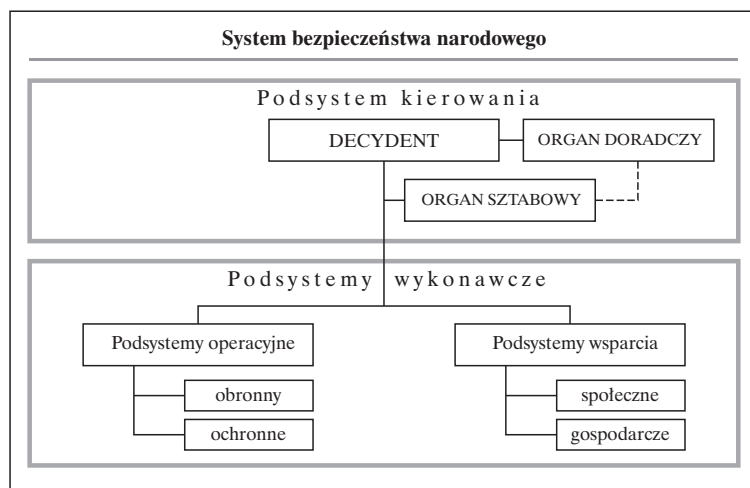 System bezpieczeństwa narodowego
Podsystem kierowania
DECYDENT
ORGAN DORADCZY
ORGAN SZTABOWY
Podsystemy wykonawcze
Podsystemy operacyjne
Podsystemy wsparcia
obronny
społeczne
ochronne
gospodarcze